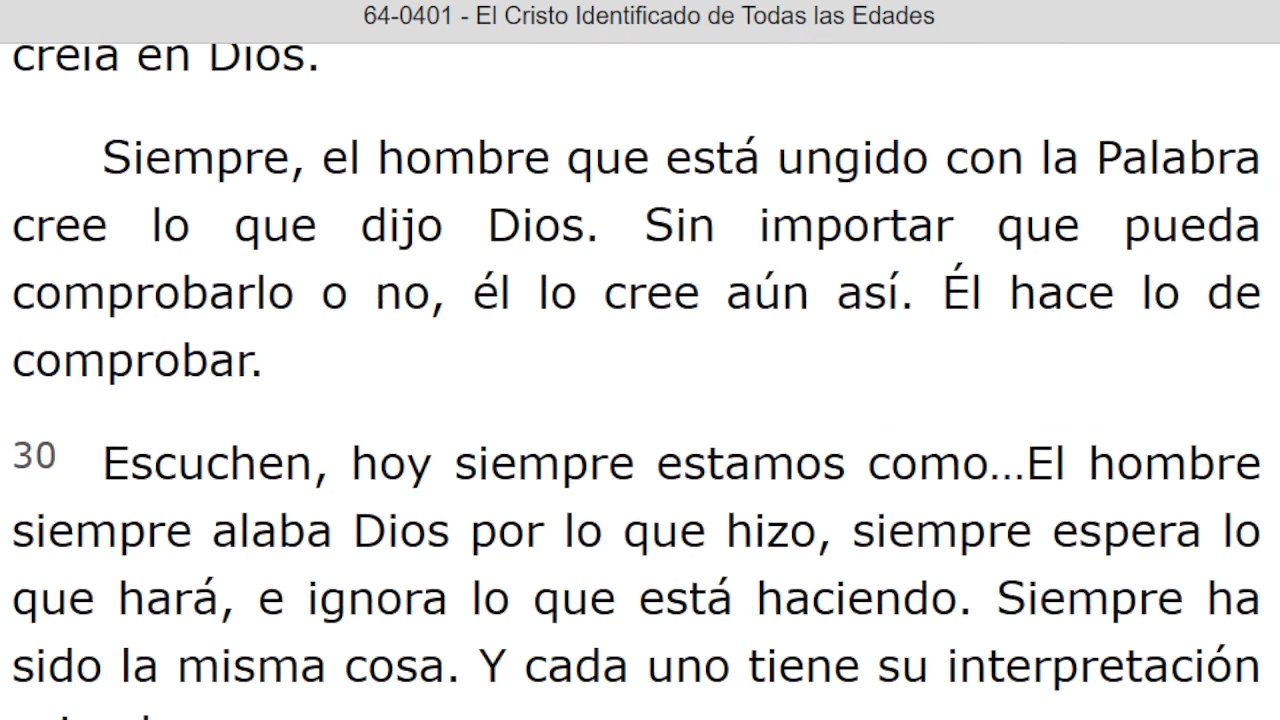 64-0401 - El Cristo Identificado de Todas las Edades
creía en Dios.
Siempre, el hombre que está ungido con la Palabra
cree lo que dijo Dios. Sin importar que pueda
comprobarlo o no, él lo cree aún así. Él hace lo de
comprobar.
30 Escuchen, hoy siempre estamos como...El hombre
siempre alaba Dios por lo que hizo, siempre espera lo
que hará, e ignora lo que está haciendo. Siempre ha
sido la misma cosa. Y cada uno tiene su interpretación